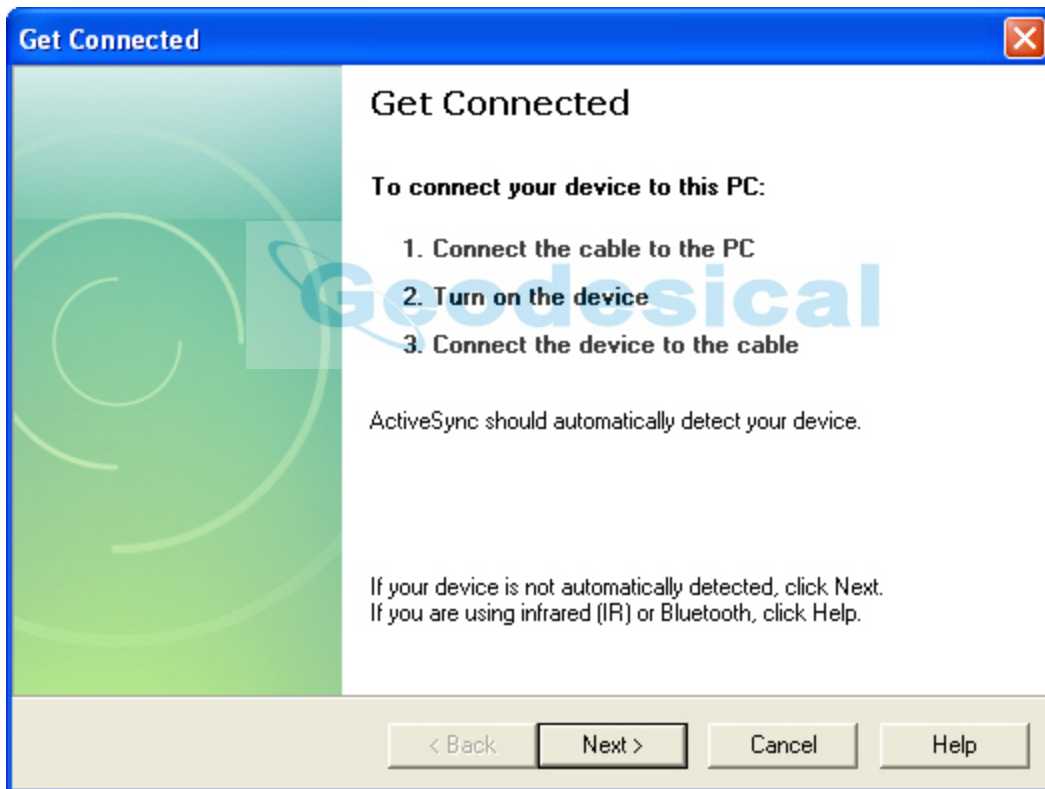 Get Connected
Get Connected
To connect your device to this PC:
1. Connect the cable to the PC
Geodesical
2. Turn on the device
3. Connect the device to the cable
ActiveSync should automatically detect your device.
If your device is not automatically detected, click Next.
If you are using infrared (IR) or Bluetooth, click Help.
< Back Next > Cancel Help